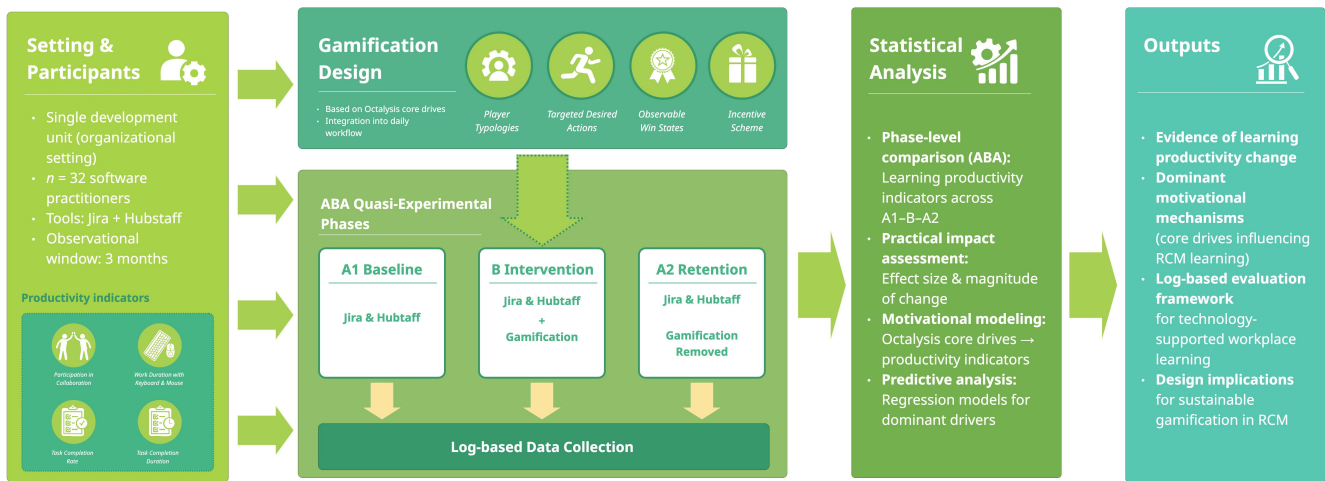 Setting &
Participants
• Single development
unit (organizational
setting)
• n = 32 software
practitioners
• Tools: Jira + Hubstaff
• Observational
window: 3 months
Productivity indicators
Participation in
Collaboration
Work Duration with
Keyboard & Mouse
Task Completion
Rate
Task Completion
Duration
Gamification
Design
• Based on Octalysis core drives
• Integration into daily
workflow
Player
Typologies
Targeted Desired
Actions
Observable
Win States
Incentive
Scheme
ABA Quasi-Experimental
Phases
A1 Baseline
Jira & Hubtaff
B Intervention
Jira & Hubtaff
+
Gamification
A2 Retention
Jira & Hubtaff
Gamification
Removed
Log-based Data Collection
Statistical
Analysis
• Phase-level
comparison (ABA):
Learning productivity
indicators across
A1–B–A2
• Practical impact
assessment:
Effect size & magnitude
of change
• Motivational modeling:
Octalysis core drives →
productivity indicators
• Predictive analysis:
Regression models for
dominant drivers
Outputs
• Evidence of learning
productivity change
• Dominant
motivational
mechanisms
(core drives influencing
RCM learning)
• Log-based evaluation
framework
for technology-
supported workplace
learning
• Design implications
for sustainable
gamification in RCM